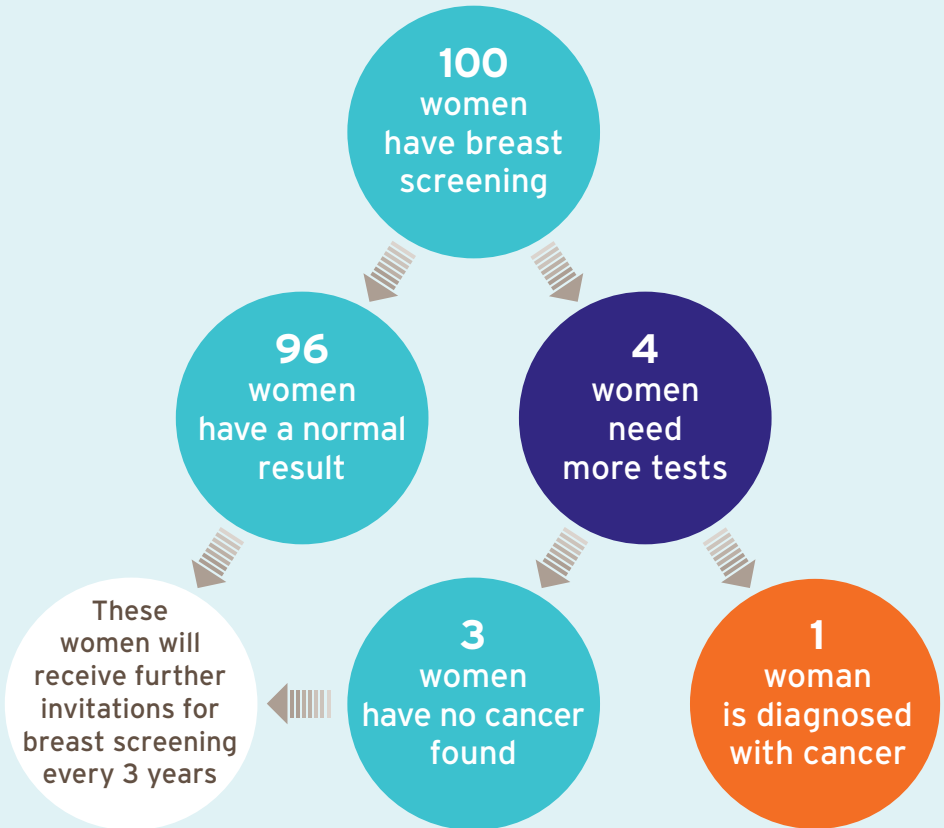 100
women
have breast
screening
96
women
have a normal
result
4
women
need
more tests
These
women will
receive further
invitations for
breast screening
every 3 years
3
women
have no cancer
found
1
woman
is diagnosed
with cancer